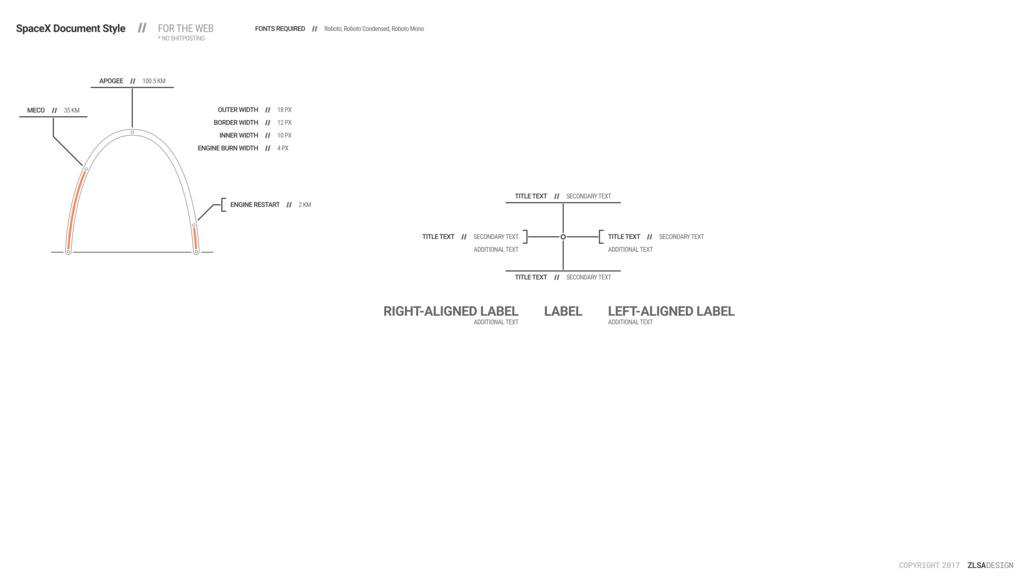 SpaceX Document Style // FOR THE WEB
* NO SHITPOSTING
FONTS REQUIRED // Roboto, Roboto Condensed, Roboto Mono
APOGEE // 100.5 KM
MECO // 35 KM
OUTER WIDTH // 18 PX
BORDER WIDTH // 12 PX
INNER WIDTH // 10 PX
ENGINE BURN WIDTH // 4 PX
ENGINE RESTART // 2 KM
TITLE TEXT // SECONDARY TEXT
TITLE TEXT // SECONDARY TEXT
ADDITIONAL TEXT
TITLE TEXT // SECONDARY TEXT
ADDITIONAL TEXT
TITLE TEXT // SECONDARY TEXT
RIGHT-ALIGNED LABEL
ADDITIONAL TEXT
LABEL
LEFT-ALIGNED LABEL
ADDITIONAL TEXT
COPYRIGHT 2017 ZLSADESIGN